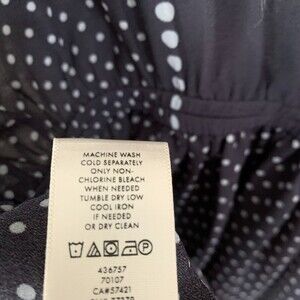 MACHINE WASH
COLD SEPARATELY
ONLY NON-
CHLORINE BLEACH
WHEN NEEDED
TUMBLE DRY LOW
COOL IRON
IF NEEDED
OR DRY CLEAN
436757
70107
CA#57421